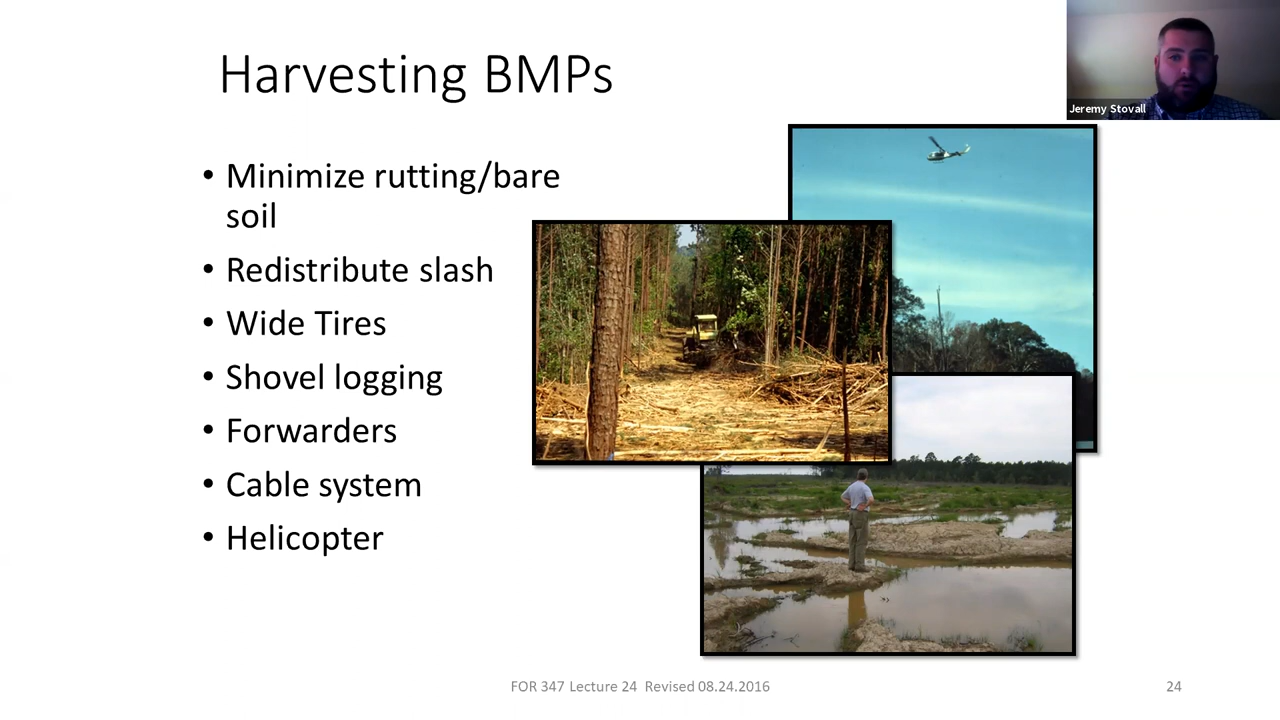 Harvesting BMPs
Jeremy Stovall
• Minimize rutting/bare
soil
• Redistribute slash
• Wide Tires
• Shovel logging
• Forwarders
• Cable system
• Helicopter
FOR 347 Lecture 24 Revised 08.24.2016
24